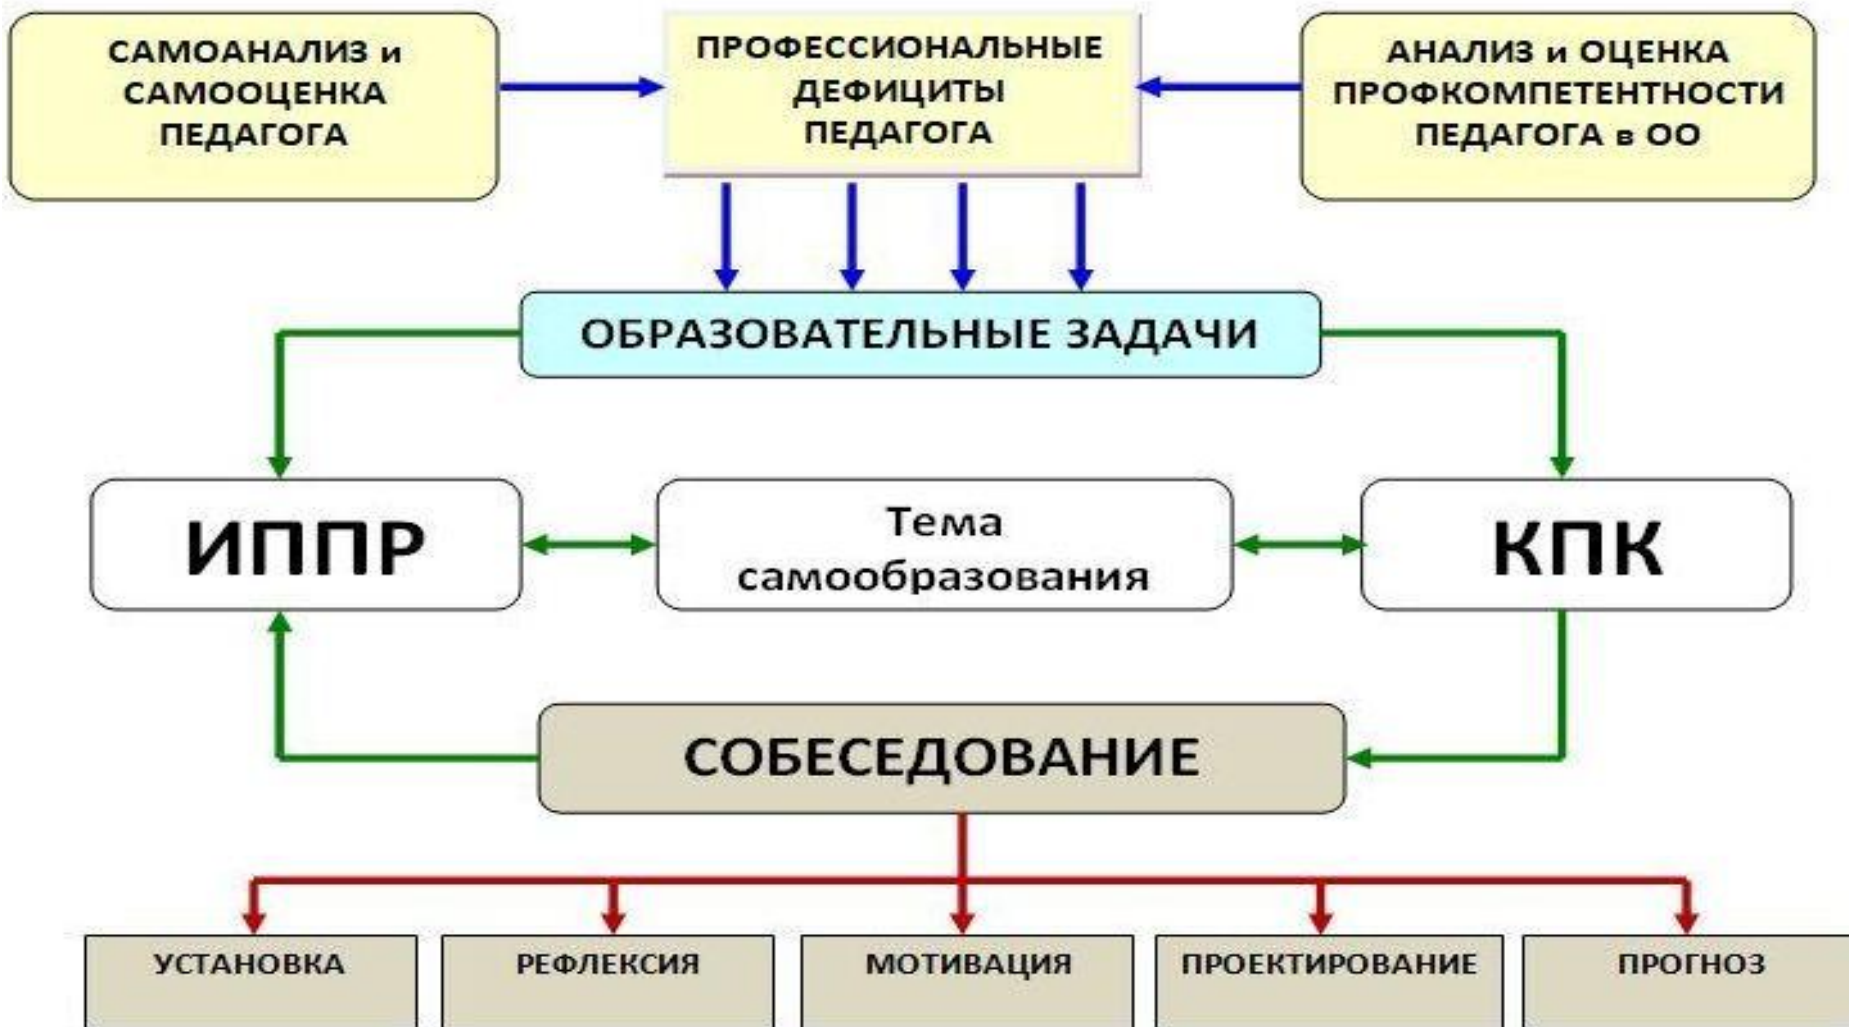 САМОАНАЛИЗ и
САМООЦЕНКА
ПЕДАГОГА
ПРОФЕССИОНАЛЬНЫЕ
ДЕФИЦИТЫ
ПЕДАГОГА
АНАЛИЗ и ОЦЕНКА
ПРОФКОМПЕТЕНТНОСТИ
ПЕДАГОГА в ОО
ОБРАЗОВАТЕЛЬНЫЕ ЗАДАЧИ
ИППР
Тема
самообразования
КПК
СОБЕСЕДОВАНИЕ
УСТАНОВКА
РЕФЛЕКСИЯ
МОТИВАЦИЯ
ПРОЕКТИРОВАНИЕ
ПРОГНОЗ